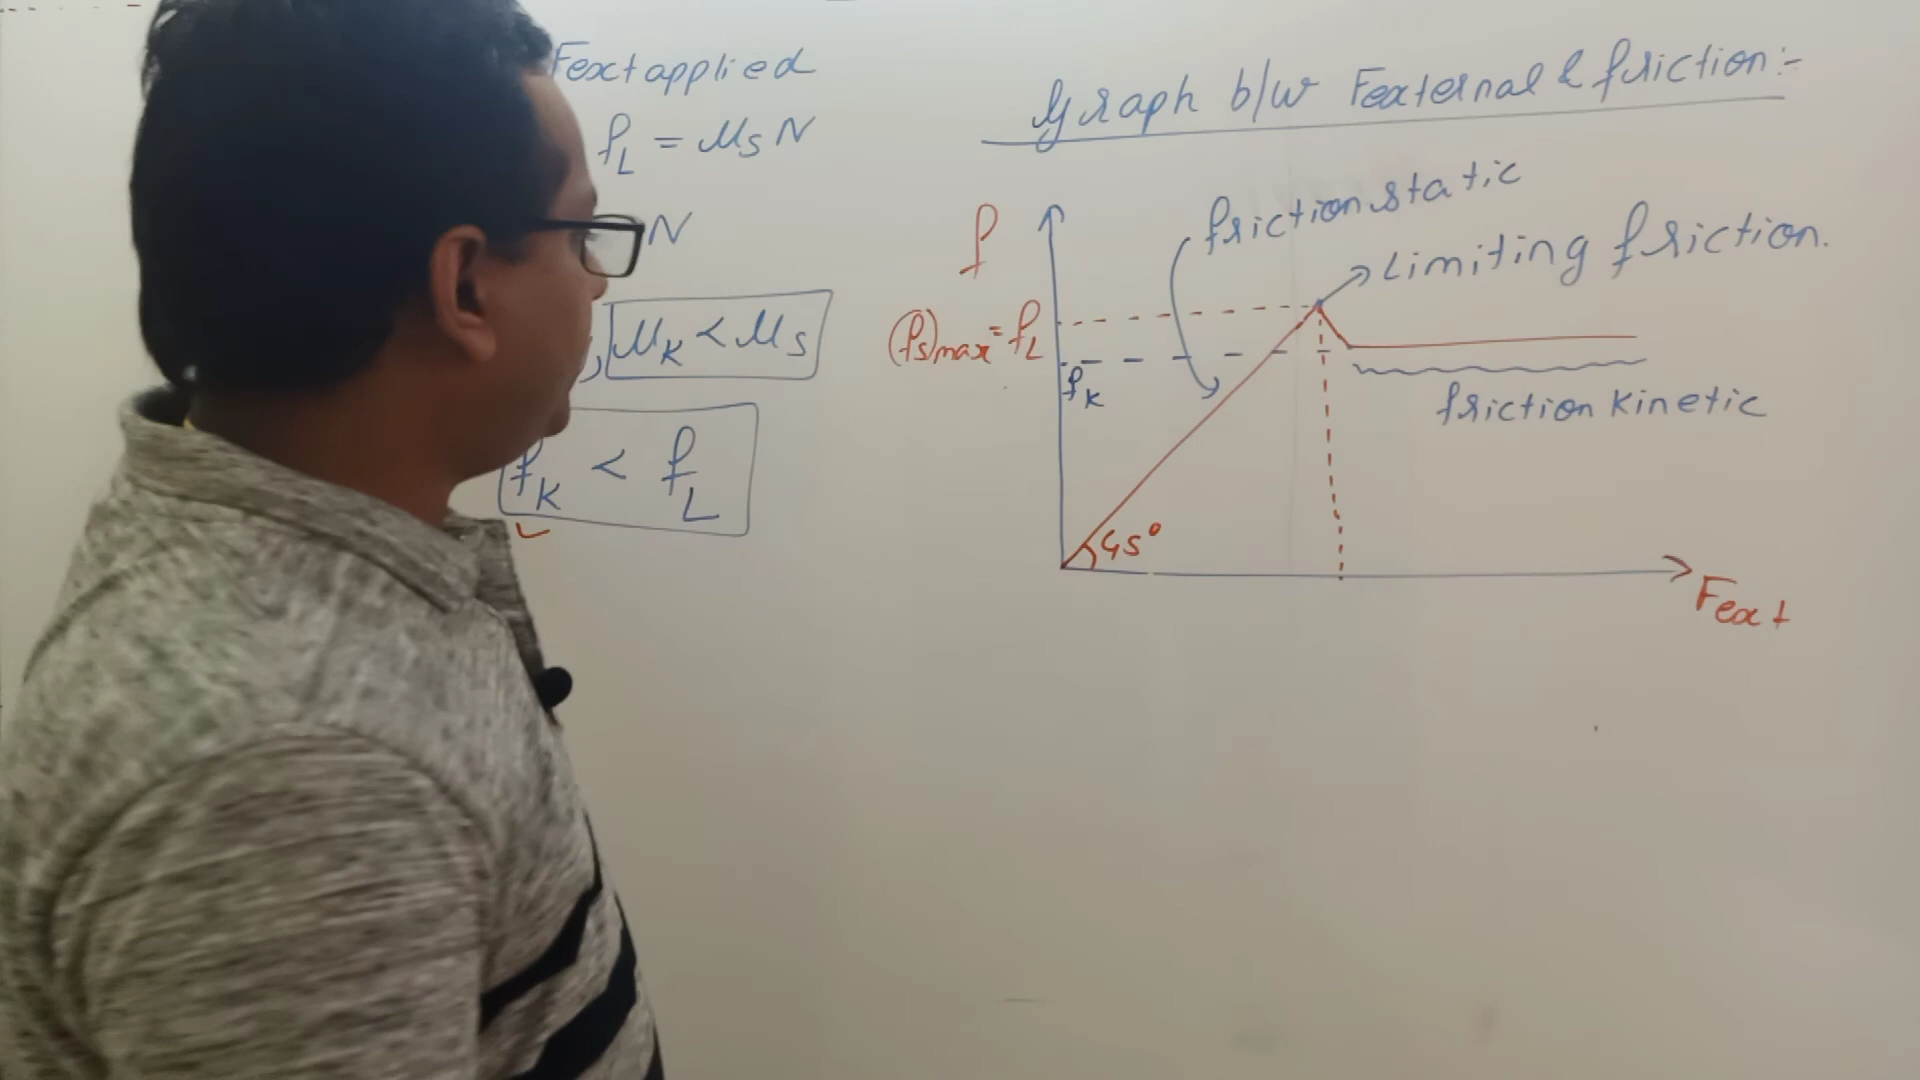 Fext applied
fL = μs N
N
, μK < μs
fK < fL
Graph b/w Fexternal & friction :-
f
friction static
Limiting friction.
(fs)max = fL
fK
friction Kinetic
45°
Fext